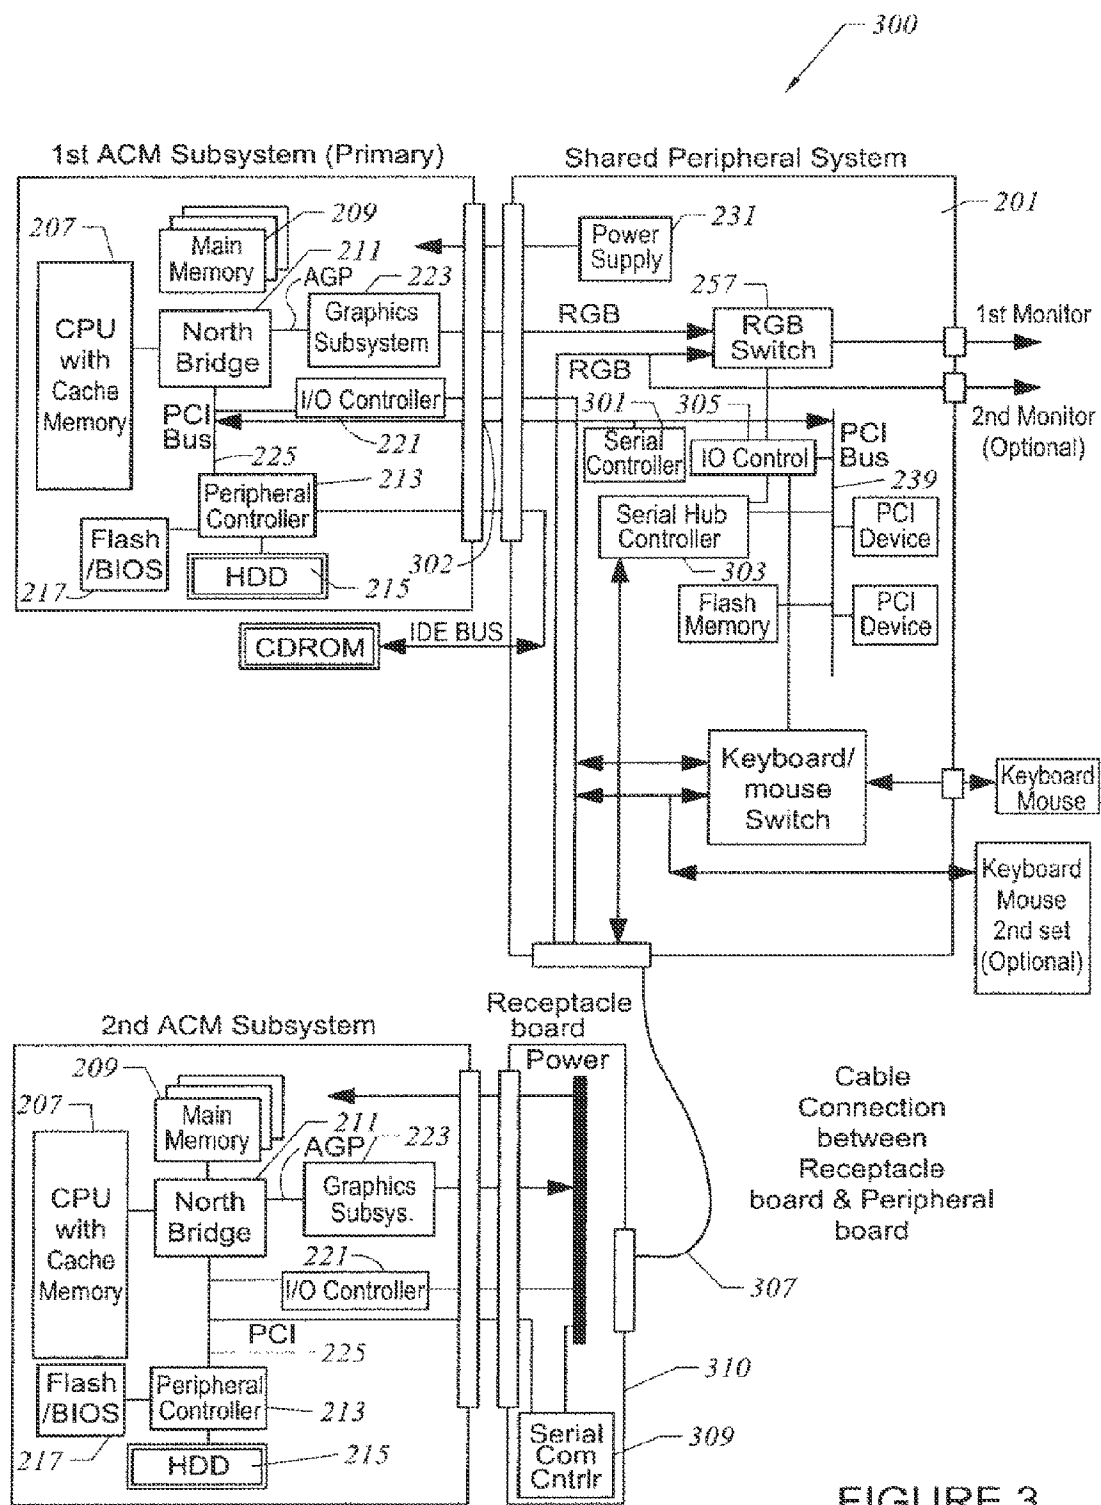 300
1st ACM Subsystem (Primary)
Shared Peripheral System
207
209
211
Main
Memory
AGP
223
CPU
with
Cache
Memory
North
Bridge
Graphics
Subsystem
I/O Controller
PCI
Bus
221
225
213
Peripheral
Controller
Flash
/BIOS
217
HDD
215
302
CDROM
IDE BUS
201
231
Power
Supply
257
RGB
RGB
RGB
Switch
1st Monitor
2nd Monitor
(Optional)
301
305
Serial
Controller
IO Control
PCI
Bus
239
Serial Hub
Controller
303
PCI
Device
Flash
Memory
PCI
Device
Keyboard/
mouse
Switch
Keyboard
Mouse
Keyboard
Mouse
2nd set
(Optional)
2nd ACM Subsystem
Receptacle
board
Power
209
207
211
Main
Memory
AGP
223
CPU
with
Cache
Memory
North
Bridge
Graphics
Subsys.
221
I/O Controller
PCI
225
Flash
/BIOS
217
Peripheral
Controller
213
HDD
215
Cable
Connection
between
Receptacle
board & Peripheral
board
307
310
Serial
Com
Cntrlr
309
FIGURE 3